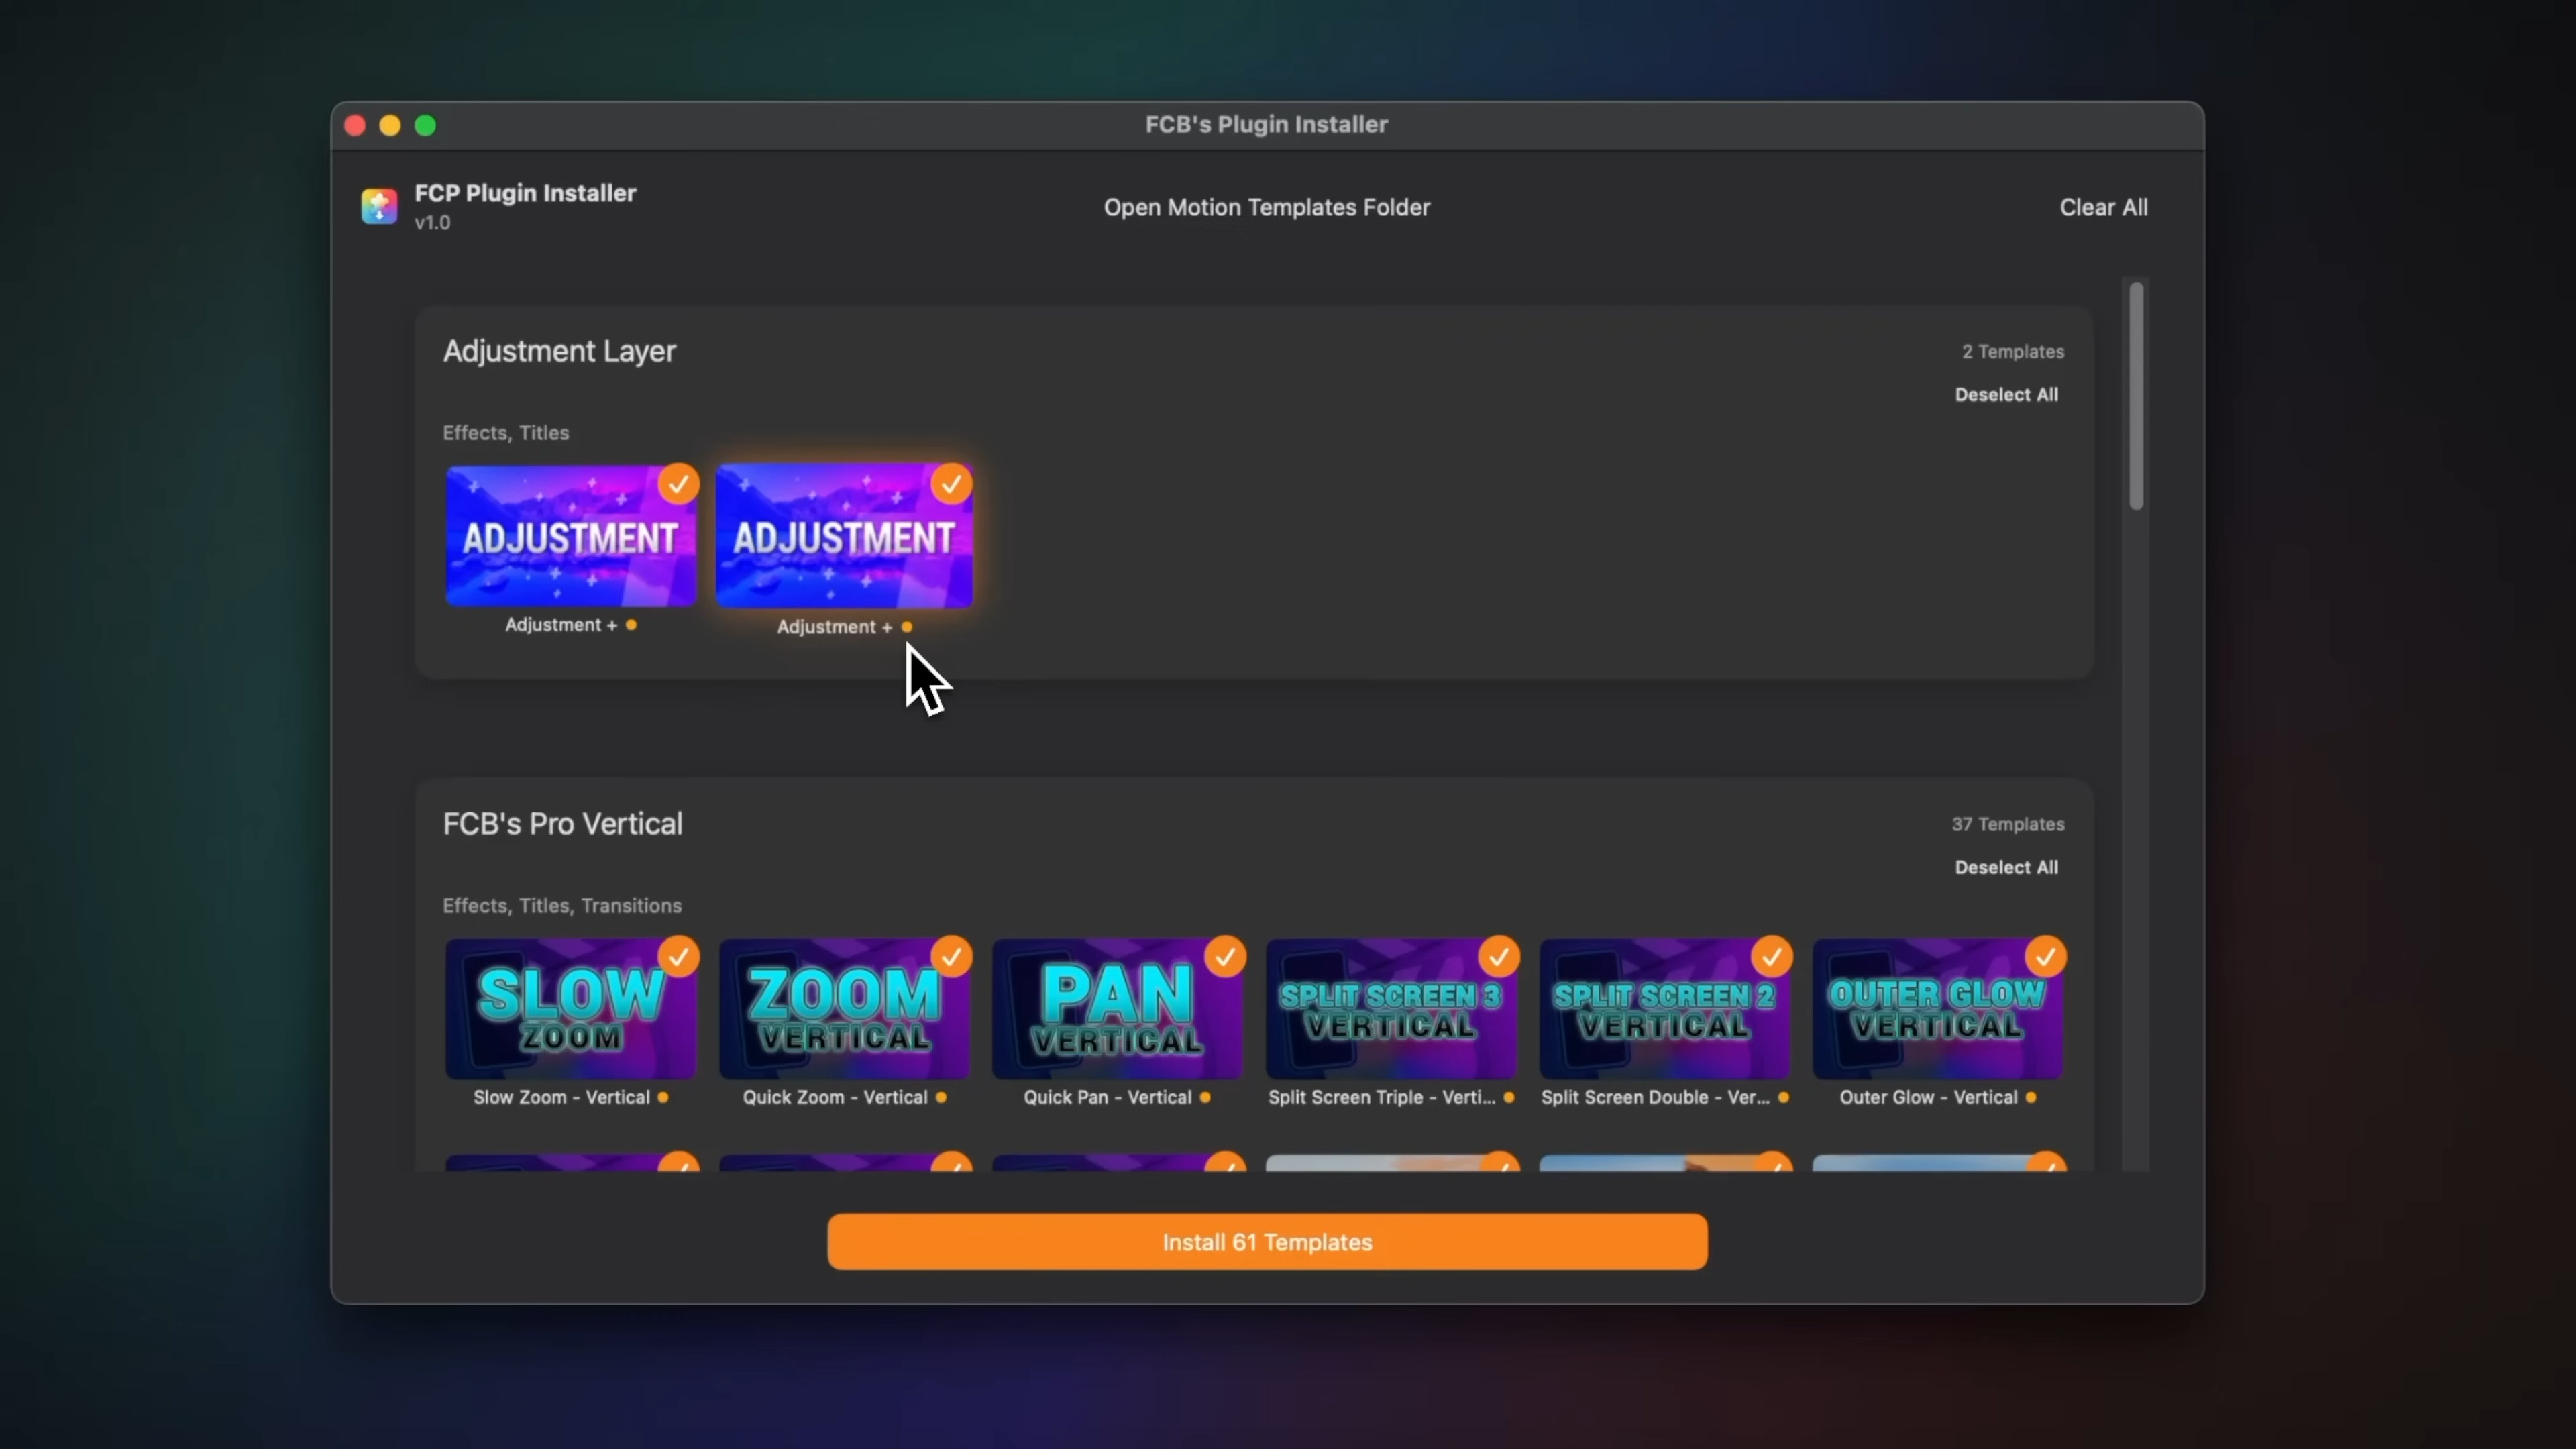 FCB's Plugin Installer
FCP Plugin Installer
v1.0
Open Motion Templates Folder
Clear All
Adjustment Layer
2 Templates
Deselect All
Effects, Titles
ADJUSTMENT
ADJUSTMENT
Adjustment +
Adjustment +
FCB's Pro Vertical
37 Templates
Deselect All
Effects, Titles, Transitions
SLOW
ZOOM
ZOOM
VERTICAL
PAN
VERTICAL
SPLIT SCREEN 3
VERTICAL
SPLIT SCREEN 2
VERTICAL
OUTER GLOW
VERTICAL
Slow Zoom - Vertical
Quick Zoom - Vertical
Quick Pan - Vertical
Split Screen Triple - Verti...
Split Screen Double - Ver...
Outer Glow - Vertical
Install 61 Templates